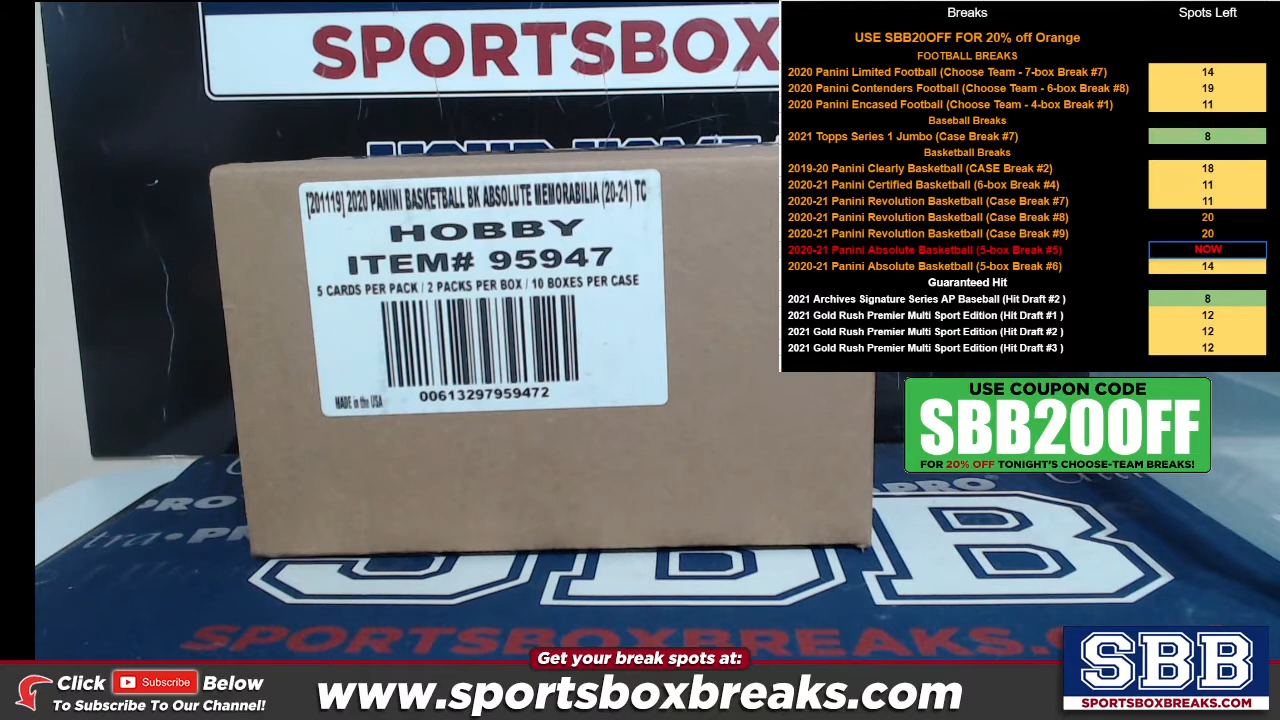 SPORTSBOX
Breaks Spots Left
USE SBB20OFF FOR 20% off Orange
FOOTBALL BREAKS
2020 Panini Limited Football (Choose Team - 7-box Break #7) 14
2020 Panini Contenders Football (Choose Team - 6-box Break #8) 19
2020 Panini Encased Football (Choose Team - 4-box Break #1) 11
Baseball Breaks
2021 Topps Series 1 Jumbo (Case Break #7) 8
Basketball Breaks
2019-20 Panini Clearly Basketball (CASE Break #2) 18
2020-21 Panini Certified Basketball (6-box Break #4) 11
2020-21 Panini Revolution Basketball (Case Break #7) 11
2020-21 Panini Revolution Basketball (Case Break #8) 20
2020-21 Panini Revolution Basketball (Case Break #9) 20
2020-21 Panini Absolute Basketball (5-box Break #5) NOW
2020-21 Panini Absolute Basketball (5-box Break #6) 14
Guaranteed Hit
2021 Archives Signature Series AP Baseball (Hit Draft #2 ) 8
2021 Gold Rush Premier Multi Sport Edition (Hit Draft #1 ) 12
2021 Gold Rush Premier Multi Sport Edition (Hit Draft #2 ) 12
2021 Gold Rush Premier Multi Sport Edition (Hit Draft #3 ) 12
[201119] 2020 PANINI BASKETBALL BK ABSOLUTE MEMORABILIA (20-21) TC
HOBBY
ITEM# 95947
5 CARDS PER PACK / 2 PACKS PER BOX / 10 BOXES PER CASE
MADE in the USA
00613297959472
USE COUPON CODE
SBB20OFF
FOR 20% OFF TONIGHT'S CHOOSE-TEAM BREAKS!
SBB
SPORTSBOXBREAKS.
Get your break spots at:
Click Subscribe Below
To Subscribe To Our Channel!
www.sportsboxbreaks.com
SBB
SPORTSBOXBREAKS.COM